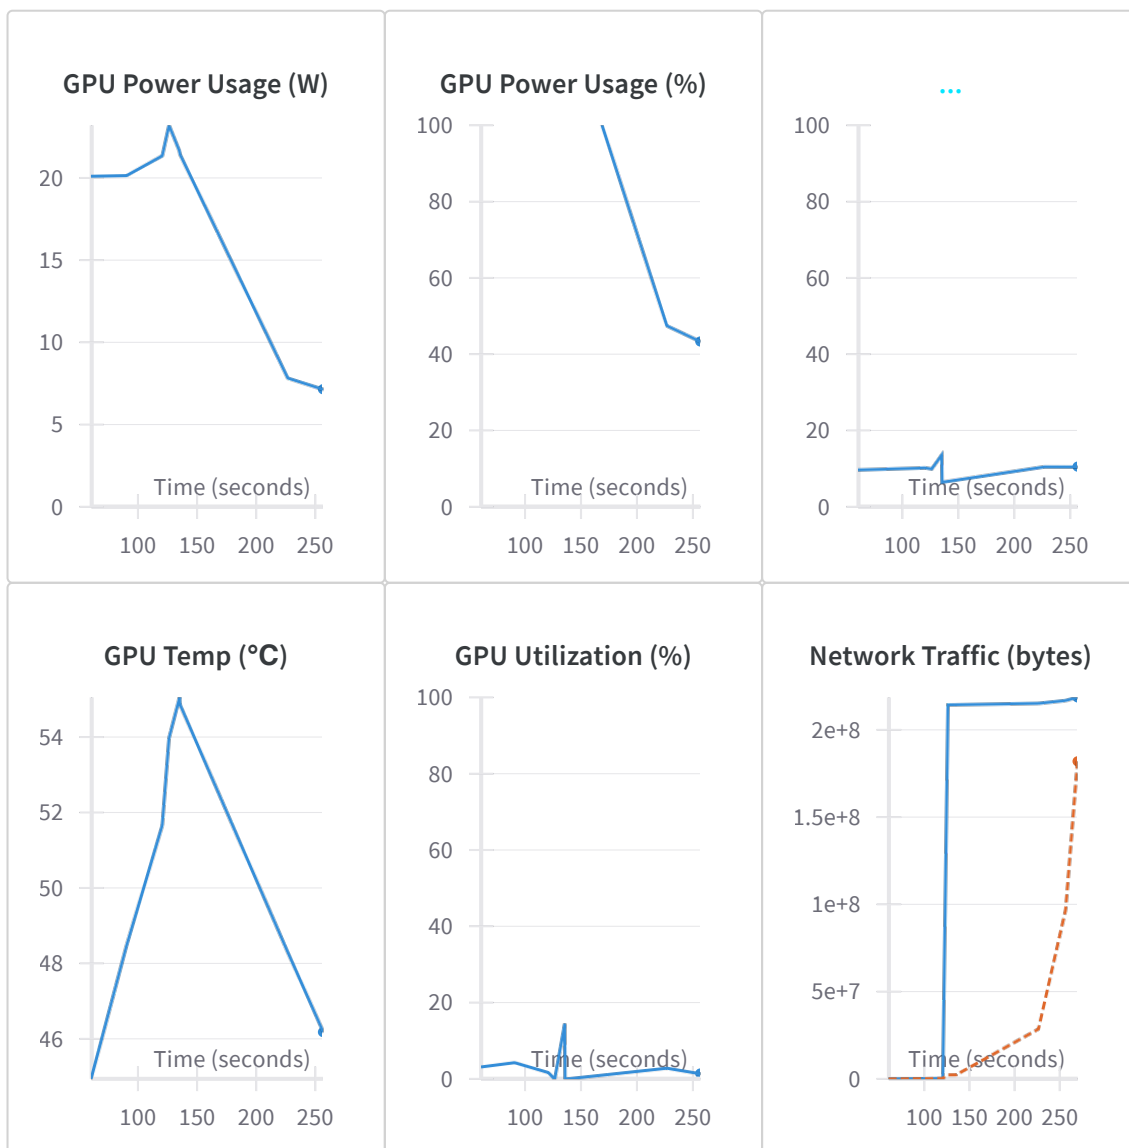 GPU Power Usage (W)
20
15
10
5
0
Time (seconds)
100 150 200 250
GPU Power Usage (%)
100
80
60
40
20
0
Time (seconds)
100 150 200 250
...
100
80
60
40
20
0
Time (seconds)
100 150 200 250
GPU Temp (℃)
54
52
50
48
46
Time (seconds)
100 150 200 250
GPU Utilization (%)
100
80
60
40
20
0
Time (seconds)
100 150 200 250
Network Traffic (bytes)
2e+8
1.5e+8
1e+8
5e+7
0
Time (seconds)
100 150 200 250